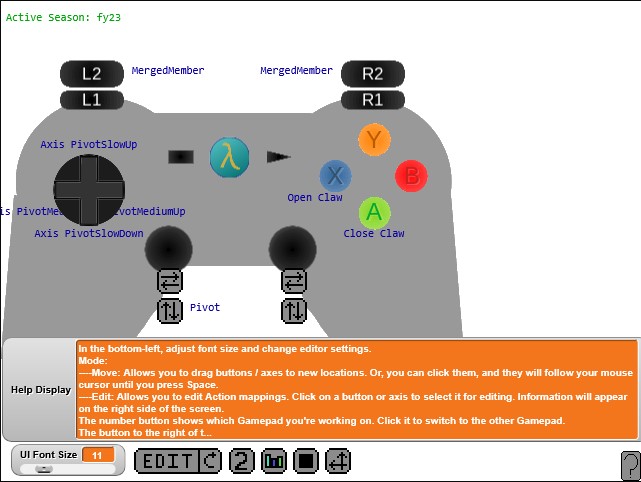 Active Season: fy23
L2
MergedMember
MergedMember
R2
L1
R1
Y
Axis PivotSlowUp
λ
X
B
Open Claw
A
PivotMediumUp
Axis PivotSlowDown
Close Claw
Pivot
In the bottom-left, adjust font size and change editor settings.
Mode:
----Move: Allows you to drag buttons / axes to new locations. Or, you can click them, and they will follow your mouse
cursor until you press Space.
Help Display
----Edit: Allows you to edit Action mappings. Click on a button or axis to select it for editing. Information will appear
on the right side of the screen.
The number button shows which Gamepad you're working on. Click it to switch to the other Gamepad.
The button to the right of t...
UI Font Size 11
EDIT 2 ?